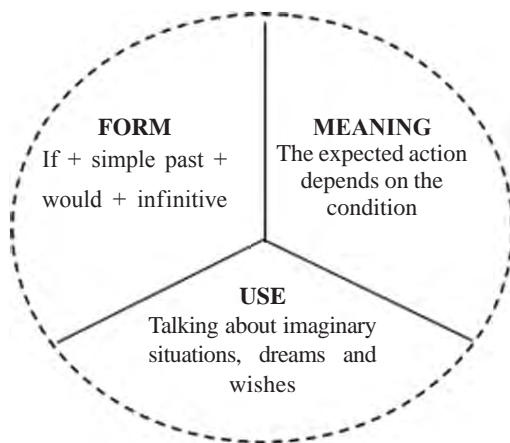 FORM
If + simple past +
would + infinitive
MEANING
The expected action
depends on the
condition
USE
Talking about imaginary
situations, dreams and
wishes